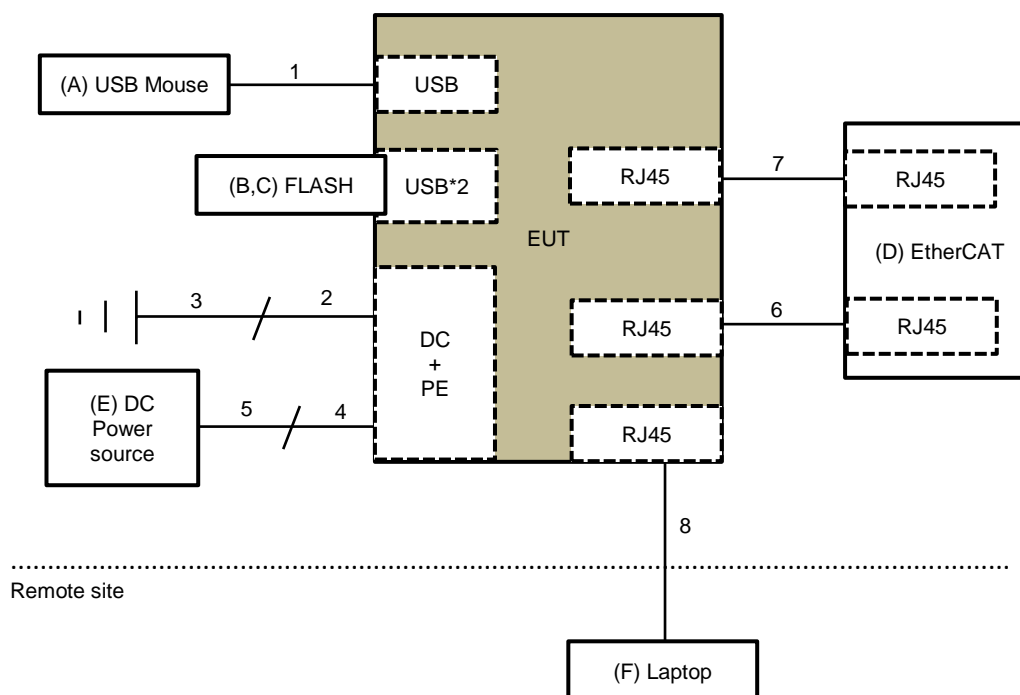 1
(A) USB Mouse
USB
(B,C) FLASH
USB*2
RJ45
7
RJ45
EUT
(D) EtherCAT
3
2
DC
+
PE
RJ45
6
RJ45
(E) DC
Power
source
5
4
RJ45
8
Remote site
(F) Laptop